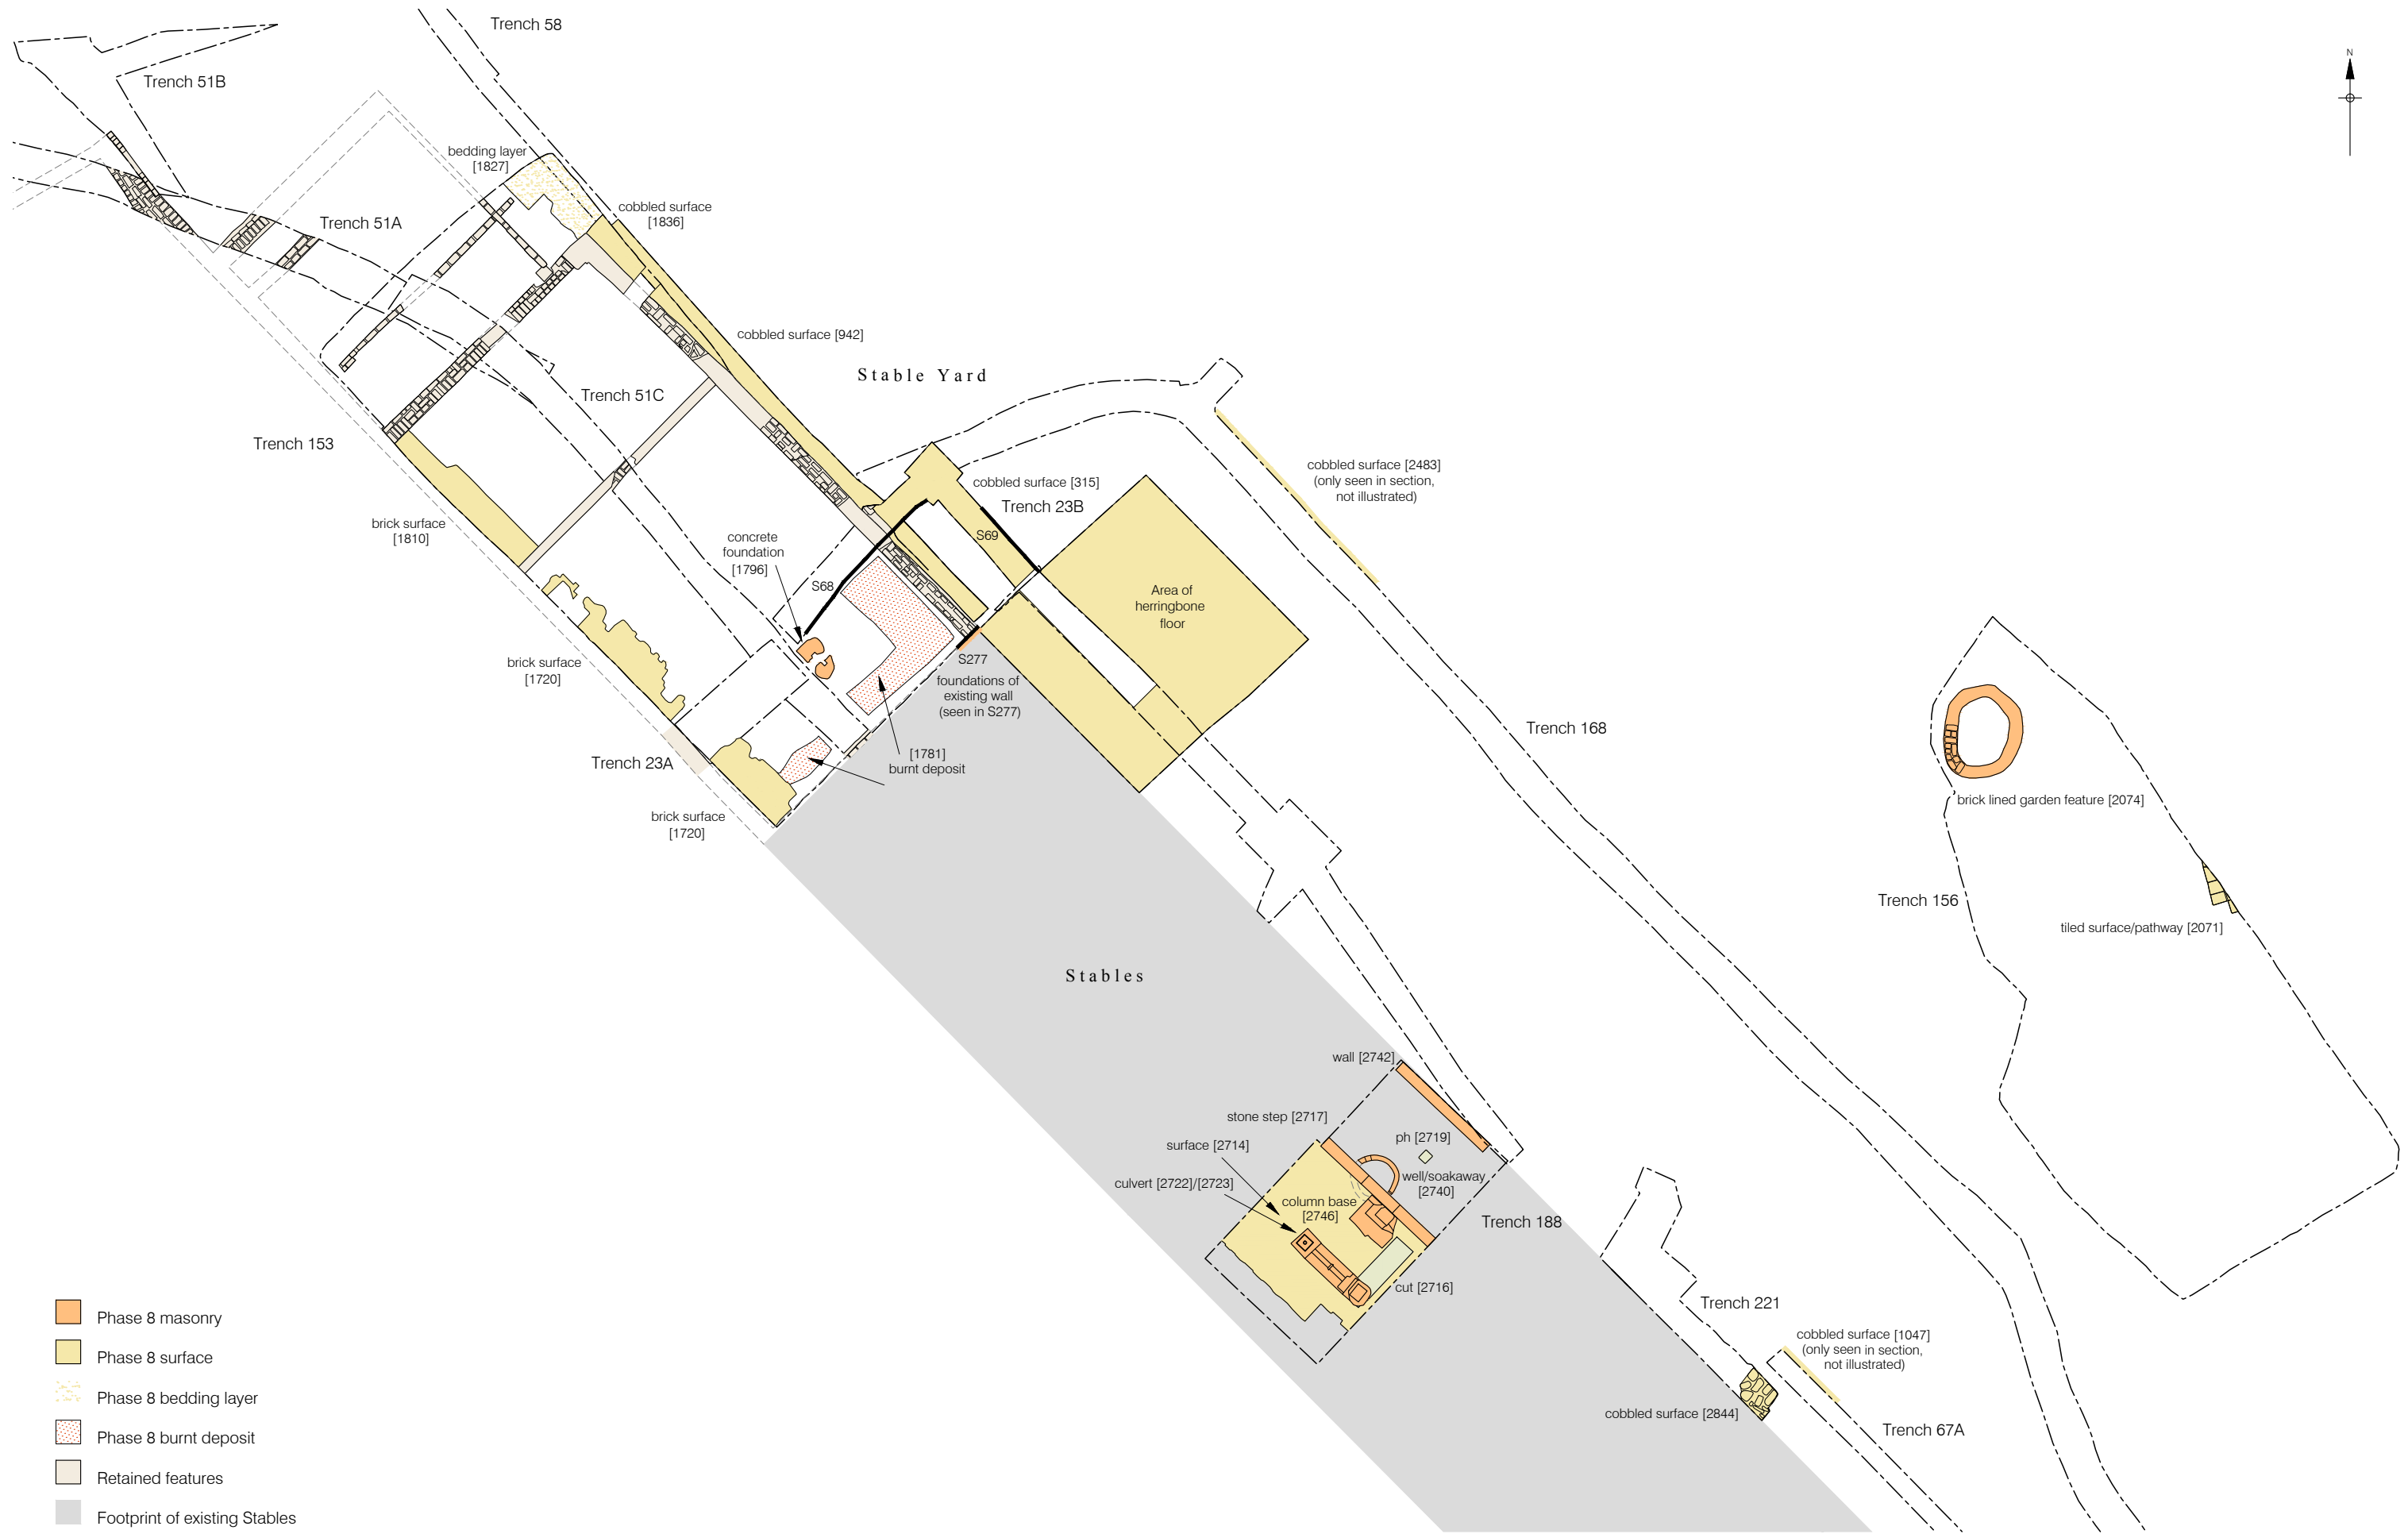 Trench 58
N
Trench 51B
bedding layer
[1827]
cobbled surface
[1836]
Trench 51A
cobbled surface [942]
Stable Yard
Trench 51C
Trench 153
cobbled surface [2483]
(only seen in section,
not illustrated)
cobbled surface [315]
Trench 23B
brick surface
[1810]
concrete
foundation
[1796]
S69
S68
Area of
herringbone
floor
brick surface
[1720]
S277
foundations of
existing wall
(seen in S277)
Trench 168
[1781]
burnt deposit
Trench 23A
brick surface
[1720]
brick lined garden feature [2074]
Trench 156
tiled surface/pathway [2071]
Stables
wall [2742]
stone step [2717]
surface [2714]
ph [2719]
culvert [2722]/[2723]
well/soakaway
[2740]
column base
[2746]
Trench 188
cut [2716]
Trench 221
cobbled surface [1047]
(only seen in section,
not illustrated)
cobbled surface [2844]
Trench 67A
Phase 8 masonry
Phase 8 surface
Phase 8 bedding layer
Phase 8 burnt deposit
Retained features
Footprint of existing Stables